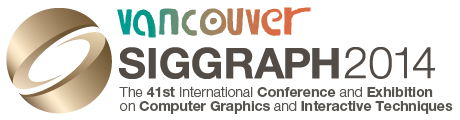 vancouver
SIGGRAPH2014
The 41st International Conference and Exhibition
on Computer Graphics and Interactive Techniques